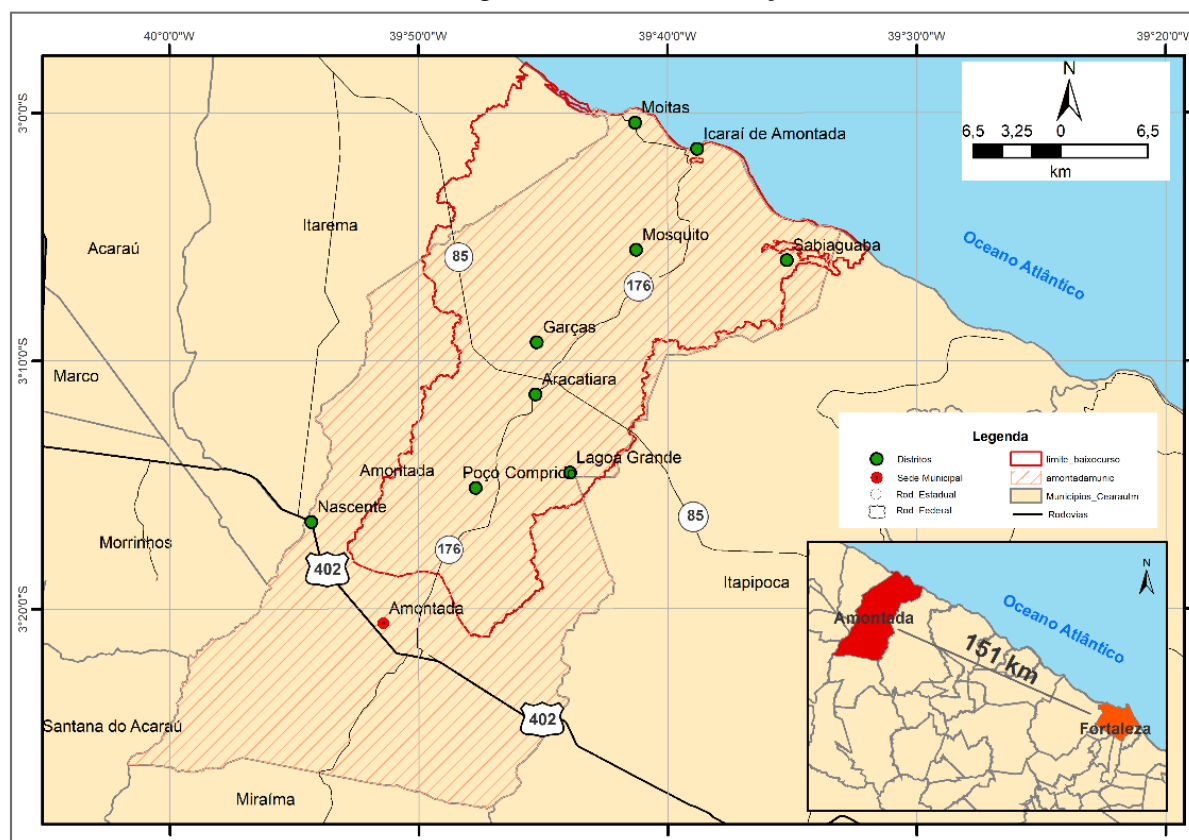 40°0'0"W
39°50'0"W
39°40'0"W
39°30'0"W
39°20'0"W
3°0'0"S
3°10'0"S
3°20'0"S
N
6,5 3,25 0 6,5
km
Moitas
Icaraí de Amontada
Itarema
Acaraú
Mosquito
Sabiaguaba
Oceano Atlântico
85
176
Garças
Marco
Aracatiara
Lagoa Grande
Amontada
Poço Comprido
Nascente
Morrinhos
176
85
402
Itapipoca
Amontada
402
Santana do Acaraú
Miraíma
Legenda
Distritos
Sede Municipal
Rod_Estadual
Rod_Federal
limite_baixocurso
amontadamunic
Municipios_Cearaulm
Rodovias
N
Oceano Atlântico
Amontada
151 km
Fortaleza